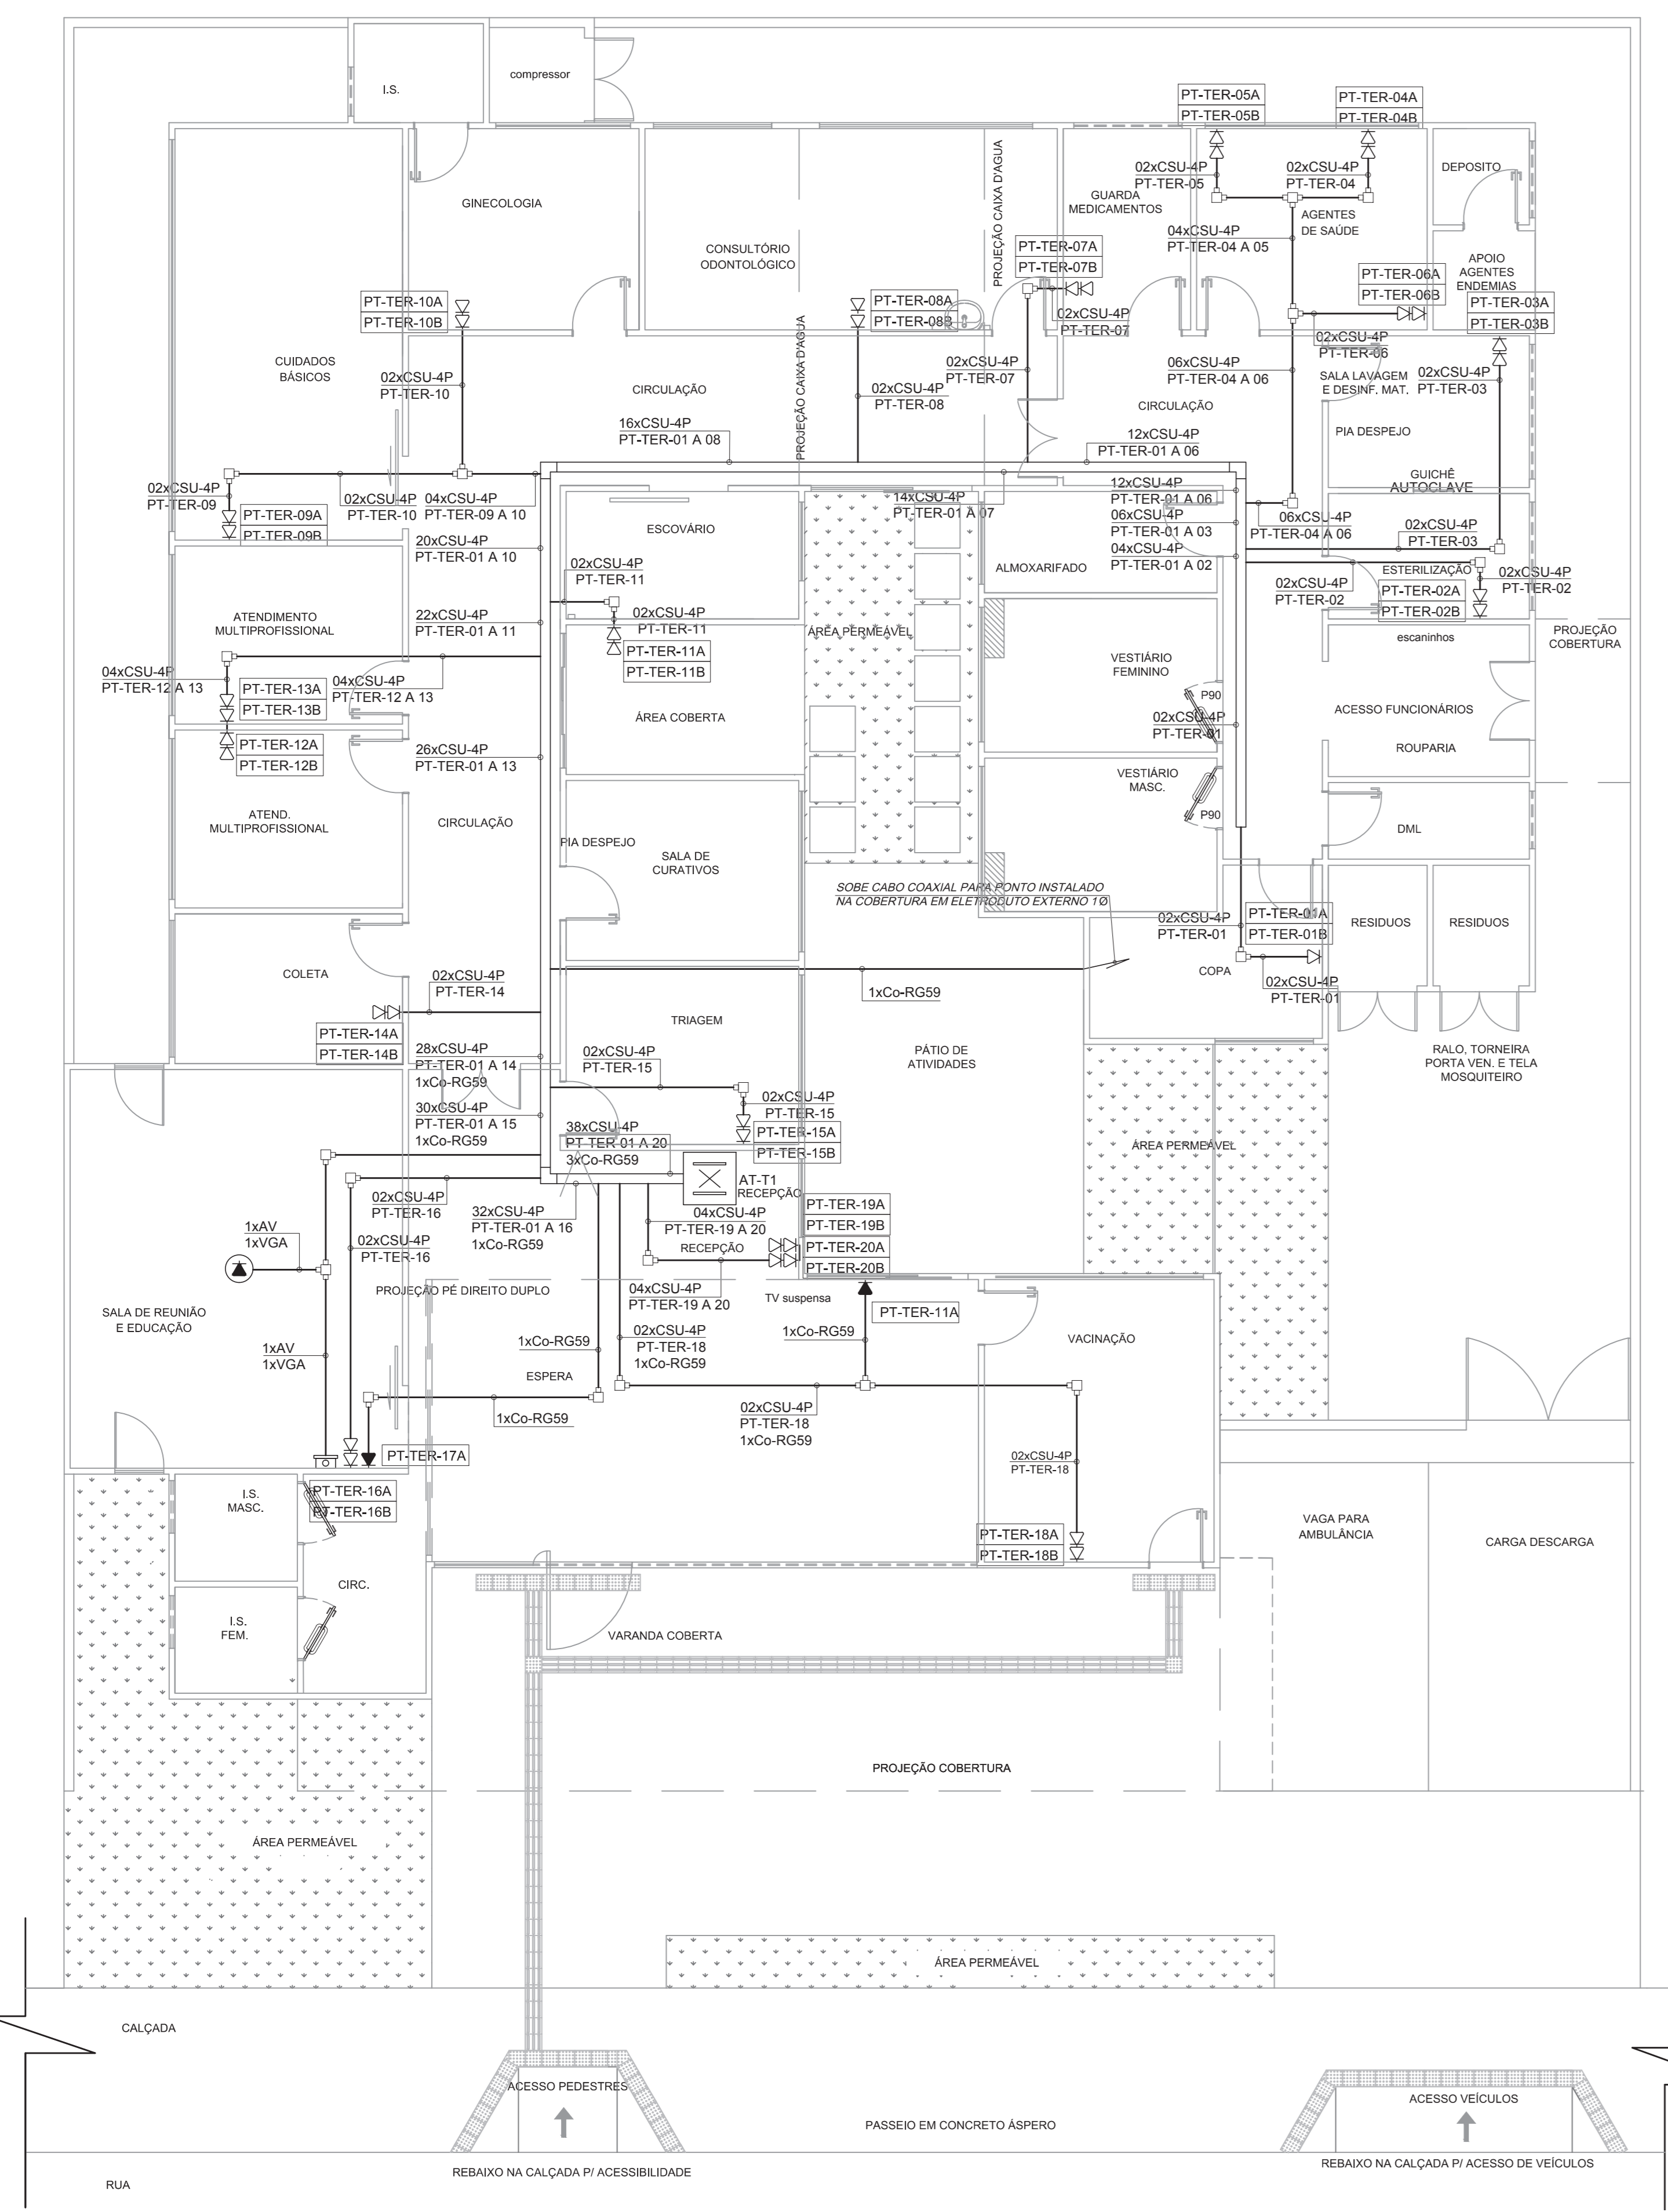 I.S.
compressor
PT-TER-05A
PT-TER-05B
PT-TER-04A
PT-TER-04B
02xCSU-4P
PT-TER-05
02xCSU-4P
PT-TER-04
DEPOSITO
GINECOLOGIA
PROJEÇÃO CAIXA D'AGUA
GUARDA
MEDICAMENTOS
AGENTES
DE SAÚDE
CONSULTÓRIO
ODONTOLÓGICO
PT-TER-07A
PT-TER-07B
04xCSU-4P
PT-TER-04 A 05
APOIO
AGENTES
ENDEMIAS
PT-TER-06A
PT-TER-06B
PT-TER-03A
PT-TER-03B
PT-TER-10A
PT-TER-10B
PT-TER-08A
PT-TER-08B
02xCSU-4P
PT-TER-07
02xCSU-4P
PT-TER-06
CUIDADOS
BÁSICOS
02xCSU-4P
PT-TER-10
CIRCULAÇÃO
PROJEÇÃO CAIXA D'AGUA
02xCSU-4P
PT-TER-08
02xCSU-4P
PT-TER-07
06xCSU-4P
PT-TER-04 A 06
SALA LAVAGEM
E DESINF. MAT.
02xCSU-4P
PT-TER-03
CIRCULAÇÃO
16xCSU-4P
PT-TER-01 A 08
12xCSU-4P
PT-TER-01 A 06
PIA DESPEJO
GUICHÊ
AUTOCLAVE
02xCSU-4P
PT-TER-09
02xCSU-4P
PT-TER-10
04xCSU-4P
PT-TER-09 A 10
14xCSU-4P
PT-TER-01 A 07
12xCSU-4P
PT-TER-01 A 06
PT-TER-09A
PT-TER-09B
ESCOVÁRIO
06xCSU-4P
PT-TER-01 A 03
06xCSU-4P
PT-TER-04 A 06
02xCSU-4P
PT-TER-03
20xCSU-4P
PT-TER-01 A 10
04xCSU-4P
PT-TER-01 A 02
02xCSU-4P
PT-TER-11
ALMOXARIFADO
ESTERILIZAÇÃO
02xCSU-4P
PT-TER-02
PT-TER-02A
PT-TER-02B
02xCSU-4P
PT-TER-02
ATENDIMENTO
MULTIPROFISSIONAL
22xCSU-4P
PT-TER-01 A 11
02xCSU-4P
PT-TER-11
ÁREA PERMEÁVEL
escaninhos
PROJEÇÃO
COBERTURA
PT-TER-11A
PT-TER-11B
VESTIÁRIO
FEMININO
04xCSU-4P
PT-TER-12 A 13
PT-TER-13A
PT-TER-13B
04xCSU-4P
PT-TER-12 A 13
P90
ÁREA COBERTA
02xCSU-4P
PT-TER-01
ACESSO FUNCIONÁRIOS
PT-TER-12A
PT-TER-12B
26xCSU-4P
PT-TER-01 A 13
ROUPARIA
VESTIÁRIO
MASC.
P90
ATEND.
MULTIPROFISSIONAL
CIRCULAÇÃO
DML
PIA DESPEJO
SALA DE
CURATIVOS
SOBE CABO COAXIAL PARA PONTO INSTALADO
NA COBERTURA EM ELETRODUTO EXTERNO 1Ø
02xCSU-4P
PT-TER-01
PT-TER-01A
PT-TER-01B
RESIDUOS
RESIDUOS
COLETA
02xCSU-4P
PT-TER-14
COPA
02xCSU-4P
PT-TER-01
1xCo-RG59
TRIAGEM
PT-TER-14A
PT-TER-14B
28xCSU-4P
PT-TER-01 A 14
1xCo-RG59
02xCSU-4P
PT-TER-15
PÁTIO DE
ATIVIDADES
RALO, TORNEIRA
PORTA VEN. E TELA
MOSQUITEIRO
30xCSU-4P
PT-TER-01 A 15
1xCo-RG59
02xCSU-4P
PT-TER-15
PT-TER-15A
PT-TER-15B
38xCSU-4P
PT-TER-01 A 20
3xCo-RG59
ÁREA PERMEÁVEL
AT-T1
RECEPÇÃO
02xCSU-4P
PT-TER-16
32xCSU-4P
PT-TER-01 A 16
1xCo-RG59
04xCSU-4P
PT-TER-19 A 20
PT-TER-19A
PT-TER-19B
1xAV
1xVGA
02xCSU-4P
PT-TER-16
RECEPÇÃO
PT-TER-20A
PT-TER-20B
PROJEÇÃO PÉ DIREITO DUPLO
04xCSU-4P
PT-TER-19 A 20
TV suspensa
SALA DE REUNIÃO
E EDUCAÇÃO
PT-TER-11A
1xCo-RG59
02xCSU-4P
PT-TER-18
1xCo-RG59
1xCo-RG59
VACINAÇÃO
1xAV
1xVGA
ESPERA
1xCo-RG59
02xCSU-4P
PT-TER-18
1xCo-RG59
PT-TER-17A
02xCSU-4P
PT-TER-18
I.S.
MASC.
PT-TER-16A
PT-TER-16B
PT-TER-18A
PT-TER-18B
VAGA PARA
AMBULÂNCIA
CARGA DESCARGA
CIRC.
I.S.
FEM.
VARANDA COBERTA
PROJEÇÃO COBERTURA
ÁREA PERMEÁVEL
ÁREA PERMEÁVEL
CALÇADA
ACESSO PEDESTRES
ACESSO VEÍCULOS
PASSEIO EM CONCRETO ÁSPERO
REBAIXO NA CALÇADA P/ ACESSIBILIDADE
REBAIXO NA CALÇADA P/ ACESSO DE VEÍCULOS
RUA